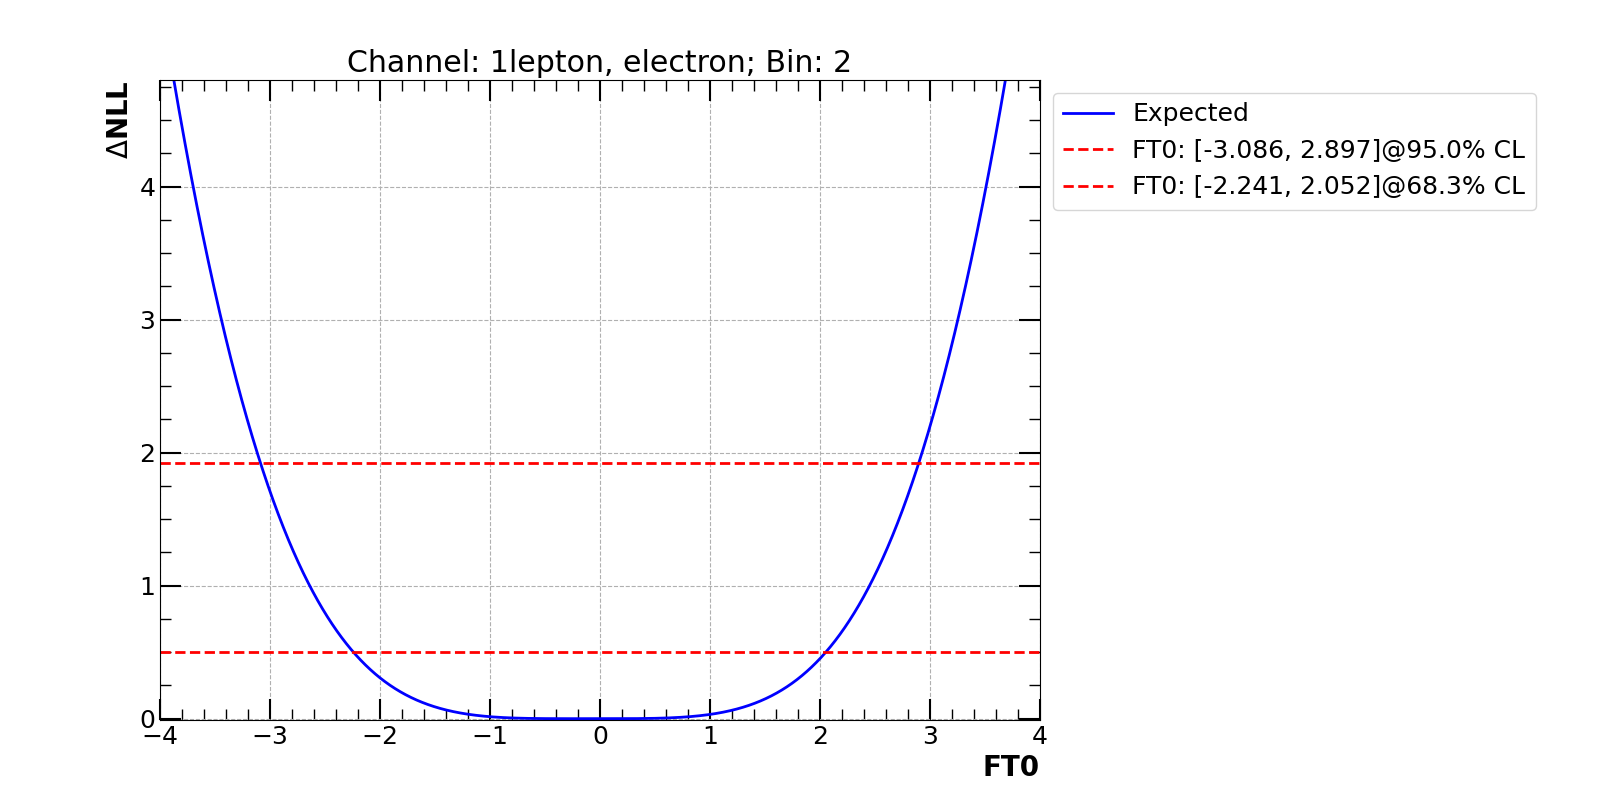 Channel: 1lepton, electron; Bin: 2
ΔNLL
4
3
2
1
0
−4 −3 −2 −1 0 1 2 3 4
FT0
Expected
FT0: [-3.086, 2.897]@95.0% CL
FT0: [-2.241, 2.052]@68.3% CL